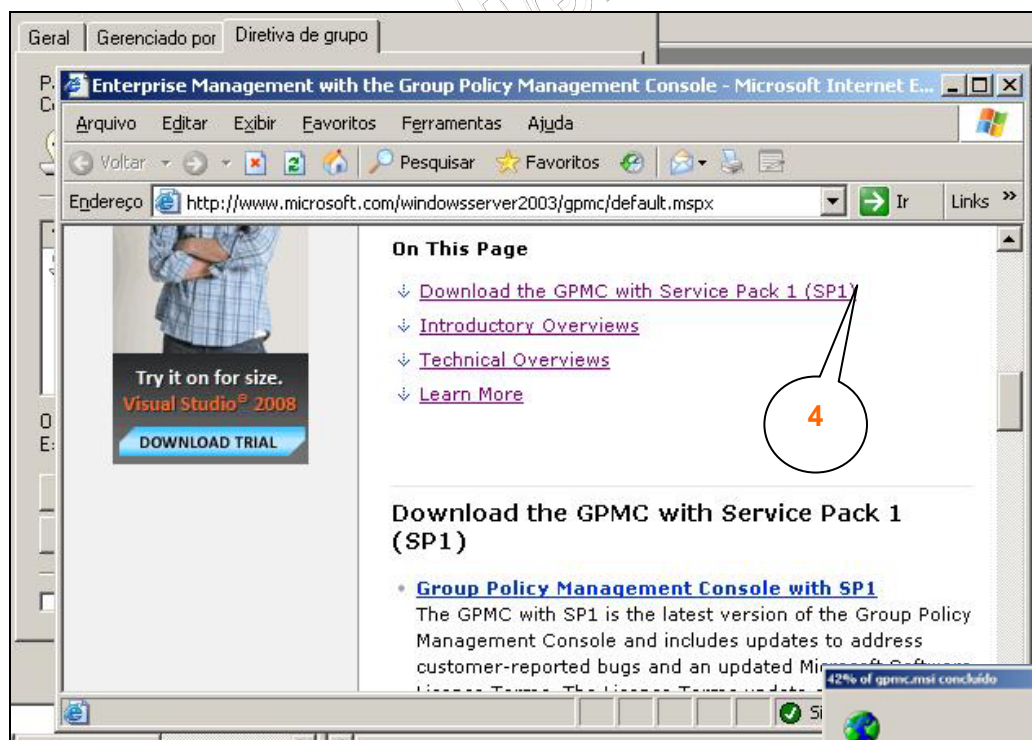 Geral Gerenciado por Diretiva de grupo
Enterprise Management with the Group Policy Management Console - Microsoft Internet E...
Arquivo Editar Exibir Favoritos Ferramentas Ajuda
Voltar Pesquisar Favoritos
Endereço http://www.microsoft.com/windowsserver2003/gpmc/default.mspx Ir Links »
On This Page
Download the GPMC with Service Pack 1 (SP1)
Introductory Overviews
Technical Overviews
Learn More
4
Try it on for size.
Visual Studio® 2008
DOWNLOAD TRIAL
Download the GPMC with Service Pack 1
(SP1)
• Group Policy Management Console with SP1
The GPMC with SP1 is the latest version of the Group Policy
Management Console and includes updates to address
customer-reported bugs and an updated
42% of gpmc.msi concluído